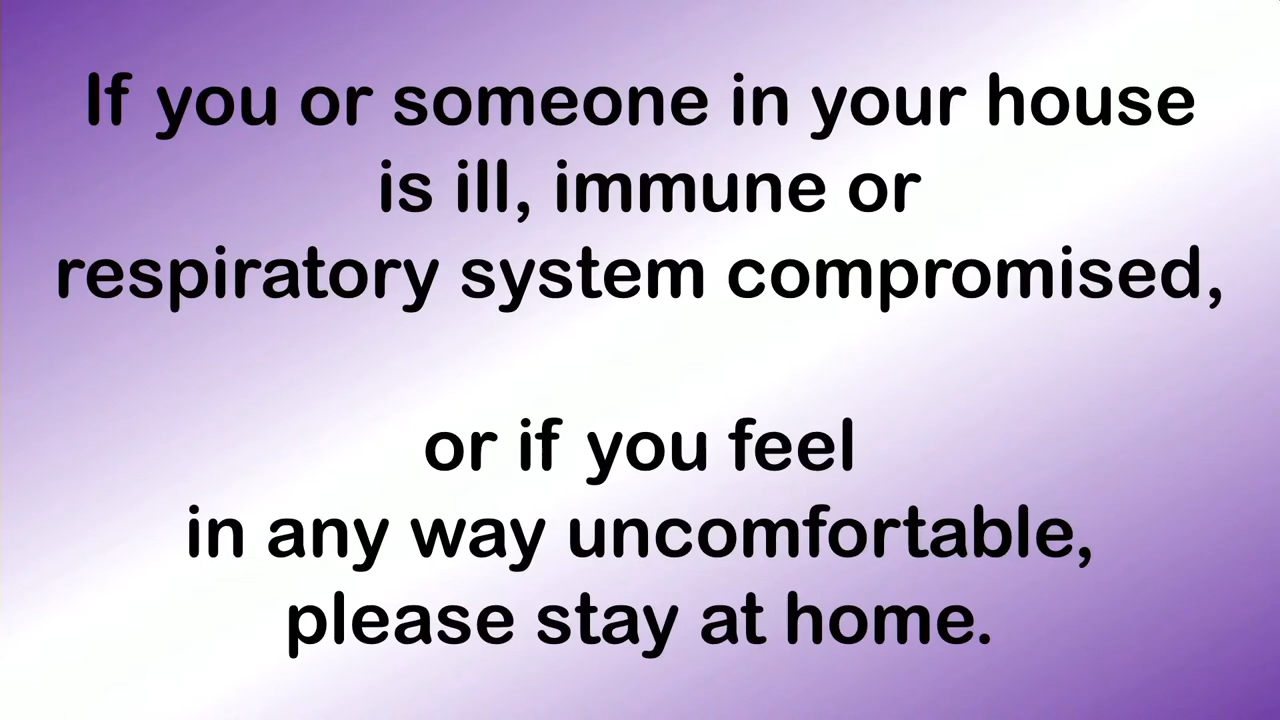 If you or someone in your house
is ill, immune or
respiratory system compromised,
or if you feel
in any way uncomfortable,
please stay at home.